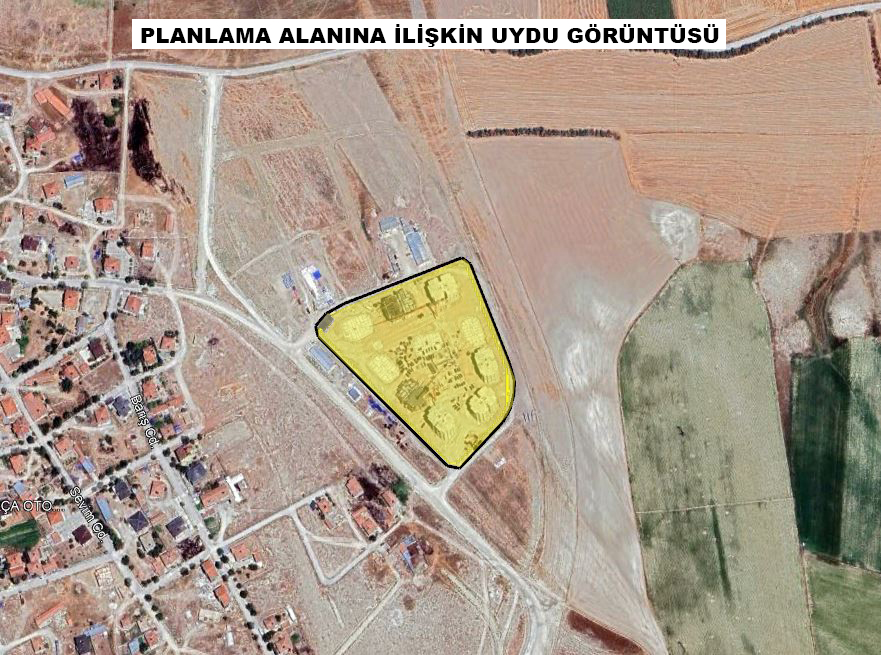 PLANLAMA ALANINA İLİŞKİN UYDU GÖRÜNTÜSÜ
Barış Cd.
ÇA OTO...
Sevim Cd.